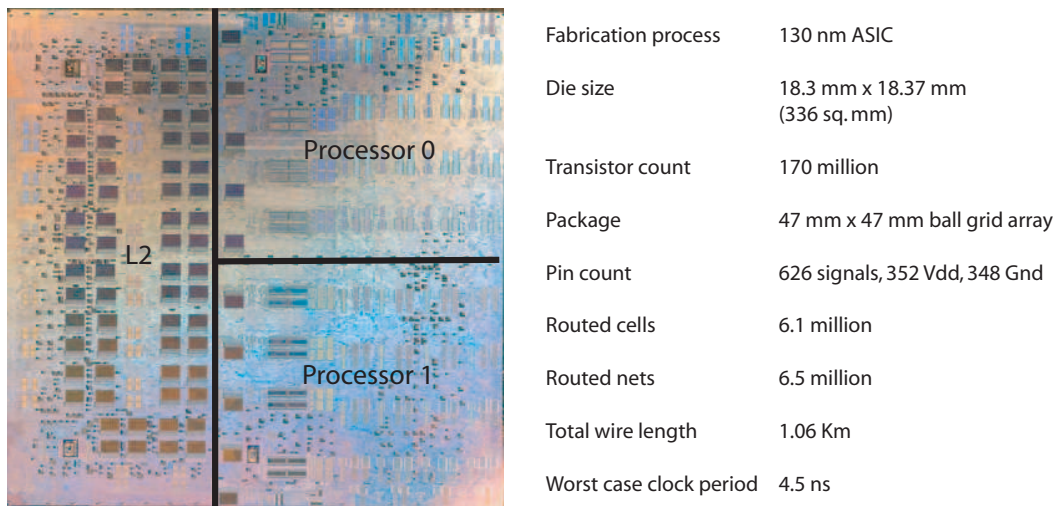 Processor 0
L2
Processor 1
Fabrication process 130 nm ASIC
Die size 18.3 mm x 18.37 mm
(336 sq. mm)
Transistor count 170 million
Package 47 mm x 47 mm ball grid array
Pin count 626 signals, 352 Vdd, 348 Gnd
Routed cells 6.1 million
Routed nets 6.5 million
Total wire length 1.06 Km
Worst case clock period 4.5 ns